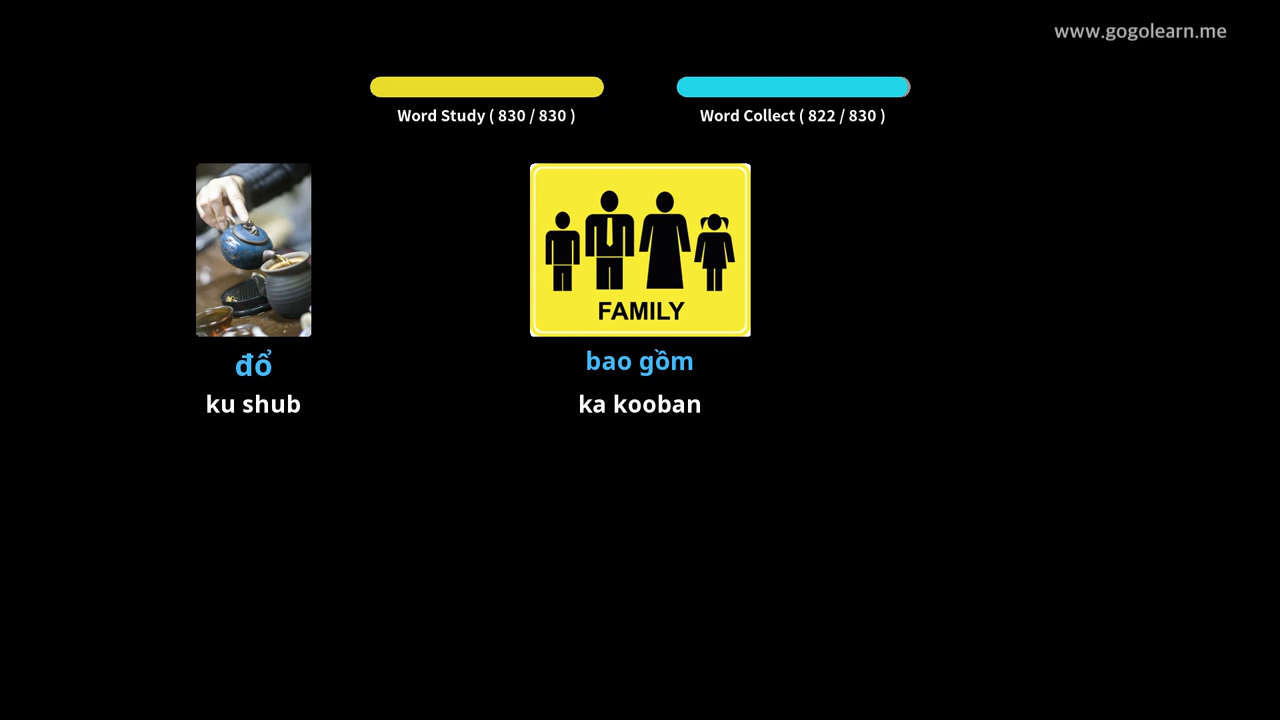 www.gogolearn.me
Word Study ( 830 / 830 )
Word Collect ( 822 / 830 )
FAMILY
đổ
bao gồm
ku shub
ka kooban